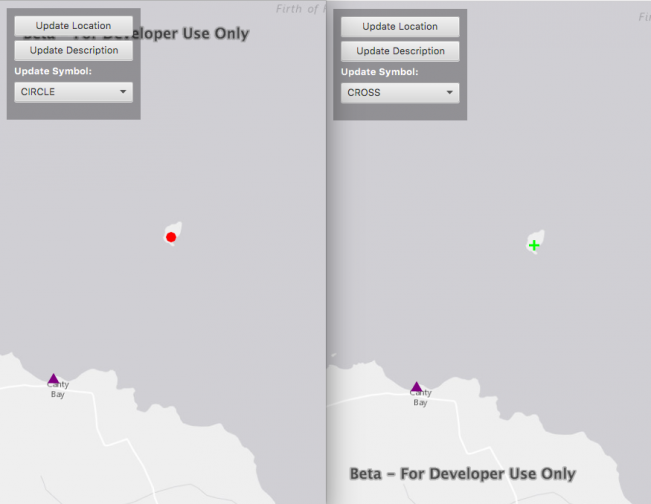 Firth of
Update Location
Beta – For Developer Use Only
Update Description
Update Symbol:
CIRCLE
Canty
Bay
Update Location
Update Description
Update Symbol:
CROSS
Canty
Bay
Beta – For Developer Use Only